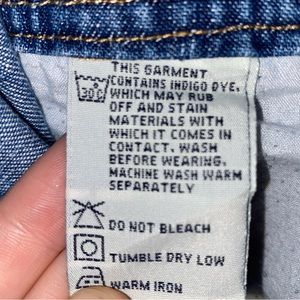 THIS GARMENT
30C CONTAINS INDIGO DYE,
WHICH MAY RUB
OFF AND STAIN
MATERIALS WITH
WHICH IT COMES IN
CONTACT. WASH
BEFORE WEARING.
MACHINE WASH WARM
SEPARATELY
DO NOT BLEACH
TUMBLE DRY LOW
WARM IRON